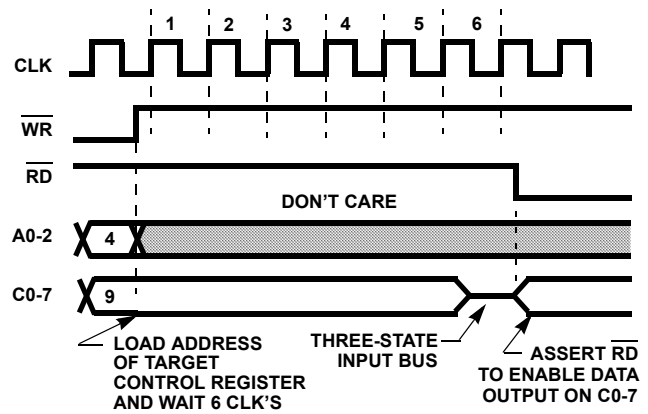 1 2 3 4 5 6
CLK
WR
RD
DON'T CARE
A0-2 4
C0-7 9
LOAD ADDRESS
OF TARGET
CONTROL REGISTER
AND WAIT 6 CLK'S
THREE-STATE
INPUT BUS
ASSERT RD
TO ENABLE DATA
OUTPUT ON C0-7